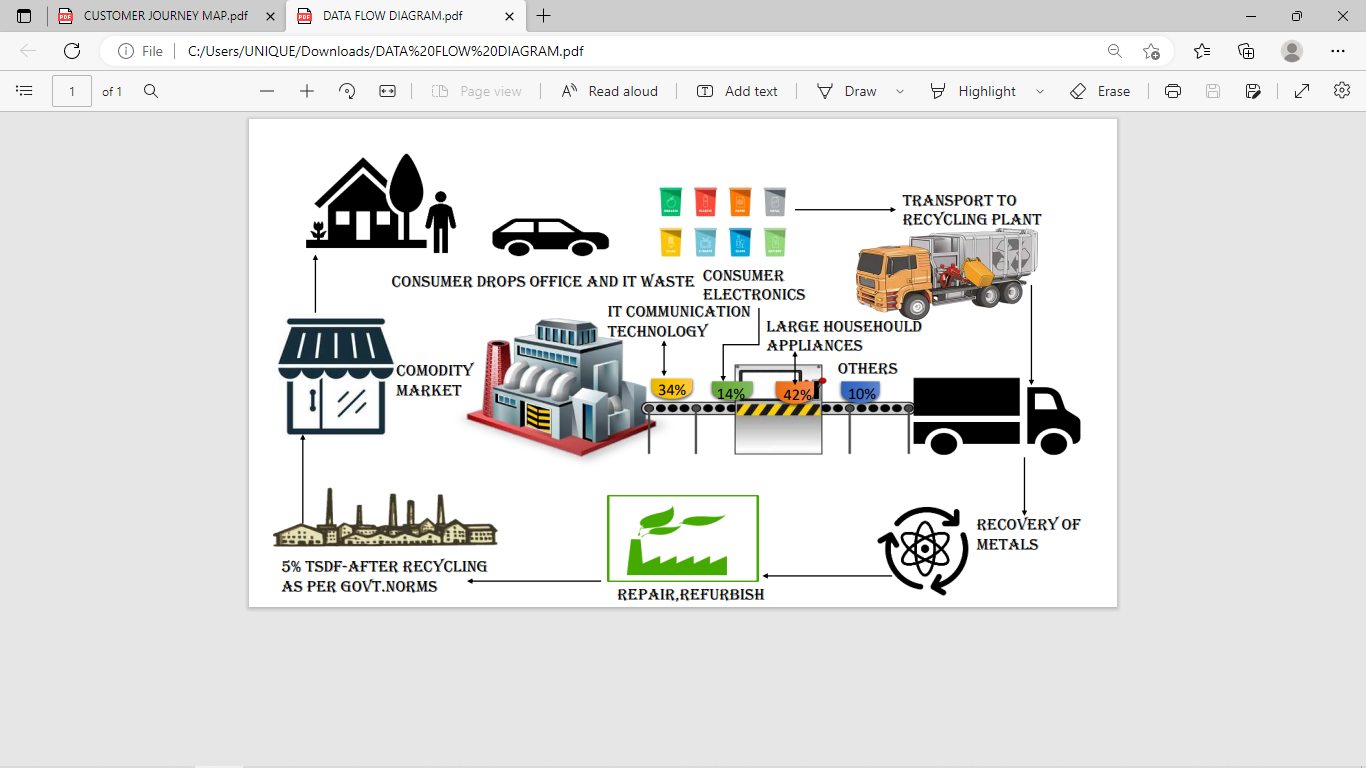 CUSTOMER JOURNEY MAP.pdf
DATA FLOW DIAGRAM.pdf
File
C:/Users/UNIQUE/Downloads/DATA%20FLOW%20DIAGRAM.pdf
1
of 1
Page view
Read aloud
Add text
Draw
Highlight
Erase
TRANSPORT TO
RECYCLING PLANT
CONSUMER DROPS OFFICE AND IT WASTE
CONSUMER
ELECTRONICS
IT COMMUNICATION
TECHNOLOGY
LARGE HOUSEHOULD
APPLIANCES
OTHERS
COMODITY
MARKET
34%
14%
42%
10%
RECOVERY OF
METALS
5% TSDF-AFTER RECYCLING
AS PER GOVT.NORMS
REPAIR,REFURBISH